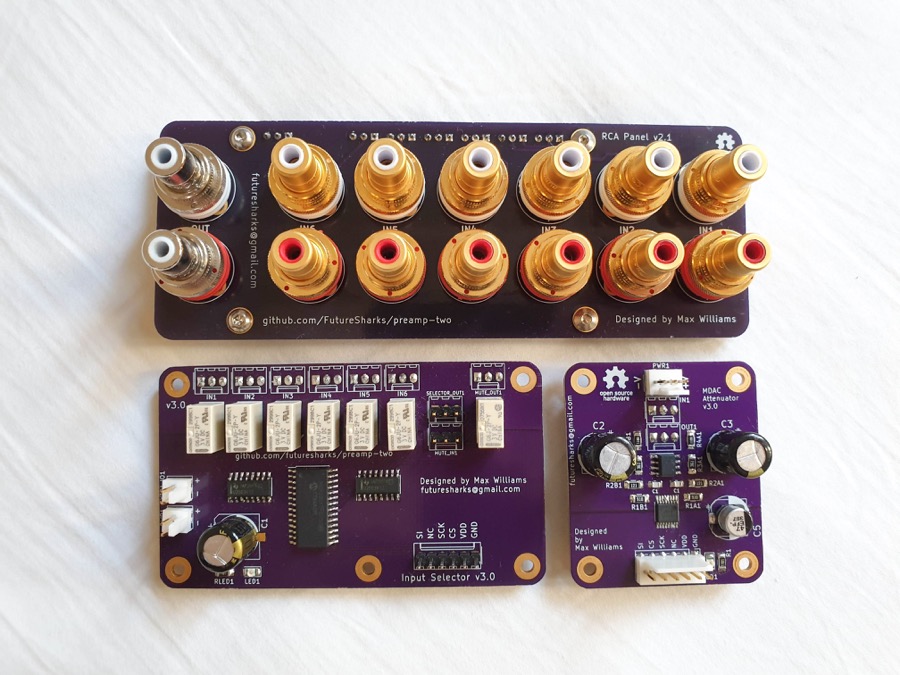 RCA Panel v2.1
futuresharks@gmail.com
OUT
IN6
IN5
IN4
IN3
IN2
IN1
github.com/FutureSharks/preamp-two
Designed by Max Williams
v3.0
IN1
IN2
IN3
IN4
IN5
IN6
SELECTOR_OUT1
MUTE_OUT1
MUTE_IN1
github.com/futuresharks/preamp-two
Designed by Max Williams
futuresharks@gmail.com
C1
+
-
+
-
RLED1
LED1
SI
NC
SCK
CS
VDD
GND
Input Selector v3.0
PWR1
open source
hardware
IN1
MDAC
Attenuator
v3.0
futuresharks@gmail.com
OUT1
C2
C3
R2B1
R2A1
R1B1
C1
C1
R1A1
C5
Designed
by
Max Williams
SI
CS
SCK
NC
VDD
GND
R1